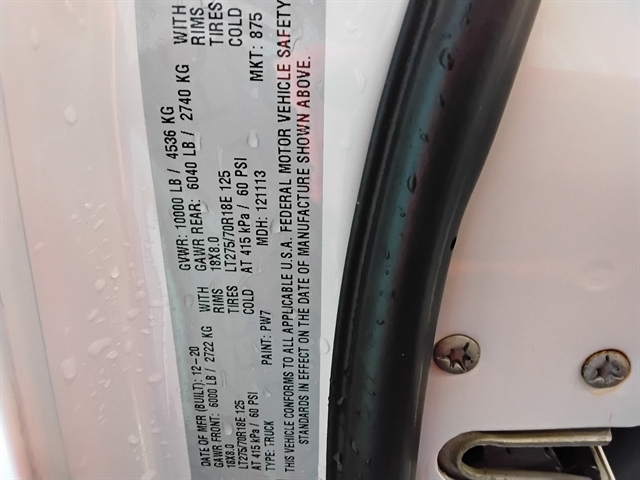 DATE OF MFR (BUILT): 12-20 GVWR: 10000 LB / 4536 KG
GAWR FRONT: 6000 LB / 2722 KG WITH GAWR REAR: 6040 LB / 2740 KG WITH
18X8.0 RIMS 18X8.0 RIMS
LT275/70R18E 125 TIRES LT275/70R18E 125 TIRES
AT 415 kPa / 60 PSI COLD AT 415 kPa / 60 PSI COLD
TYPE: TRUCK PAINT: PW7 MDH: 121113 MKT: 875
THIS VEHICLE CONFORMS TO ALL APPLICABLE U.S.A. FEDERAL MOTOR VEHICLE SAFETY
STANDARDS IN EFFECT ON THE DATE OF MANUFACTURE SHOWN ABOVE.